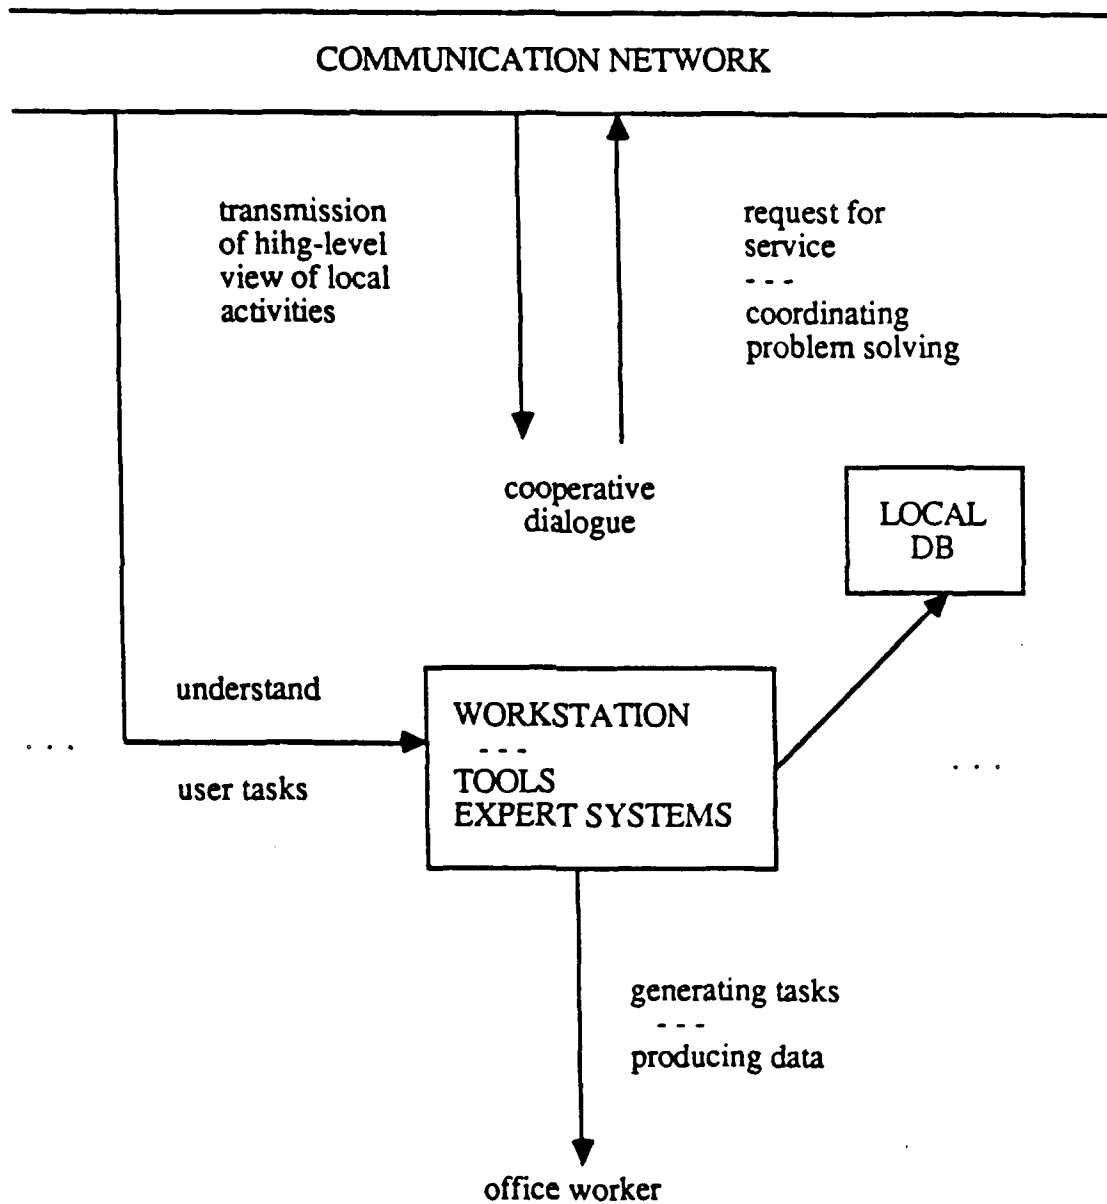 COMMUNICATION NETWORK
transmission
of hihg-level
view of local
activities
request for
service
- - -
coordinating
problem solving
cooperative
dialogue
LOCAL
DB
understand
user tasks
. . .
WORKSTATION
- - -
TOOLS
EXPERT SYSTEMS
. . .
generating tasks
- - -
producing data
office worker